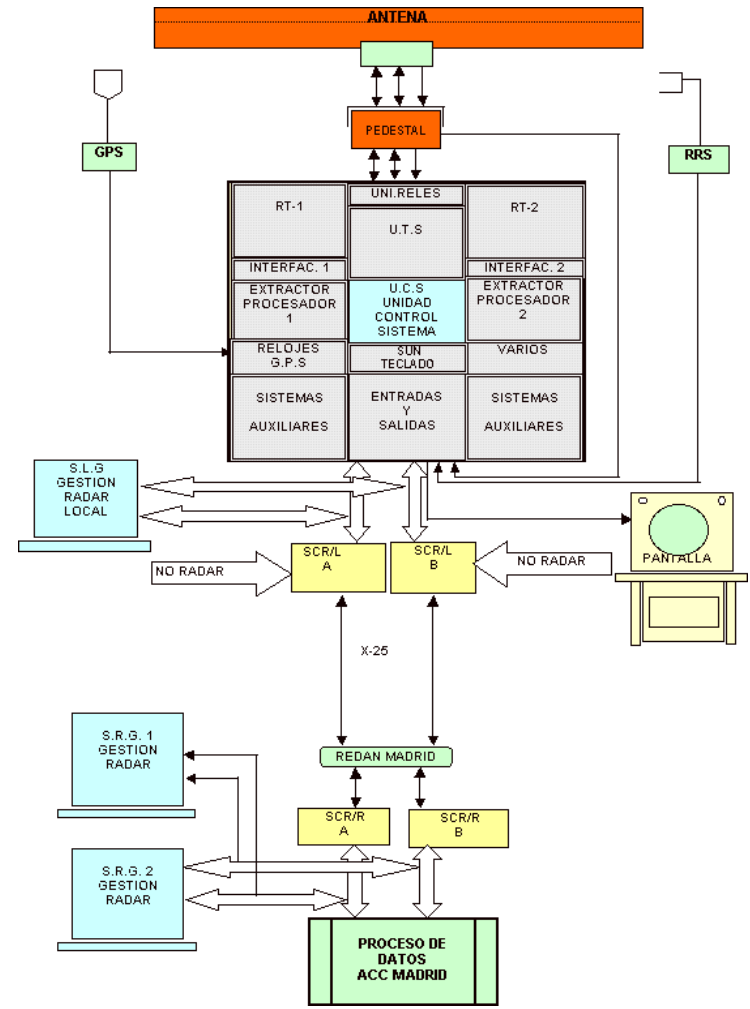 ANTENA
PEDESTAL
GPS
RRS
RT-1
UNI.RELES
RT-2
U.T.S
INTERFAC. 1
INTERFAC. 2
EXTRACTOR
PROCESADOR
1
U.C.S
UNIDAD
CONTROL
SISTEMA
EXTRACTOR
PROCESADOR
2
RELOJES
G.P.S
SUN
TECLADO
VARIOS
SISTEMAS
AUXILIARES
ENTRADAS
Y
SALIDAS
SISTEMAS
AUXILIARES
S.L.G
GESTION
RADAR
LOCAL
PANTALLA
NO RADAR
SCR/L
A
SCR/L
B
NO RADAR
X-25
REDAN MADRID
S.R.G. 1
GESTION
RADAR
SCR/R
A
SCR/R
B
S.R.G. 2
GESTION
RADAR
PROCESO DE
DATOS
ACC MADRID